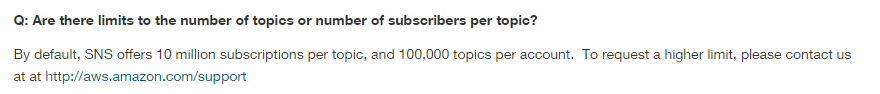 Q: Are there limits to the number of topics or number of subscribers per topic?
By default, SNS offers 10 million subscriptions per topic, and 100,000 topics per account.  To request a higher limit, please contact us
at at http://aws.amazon.com/support